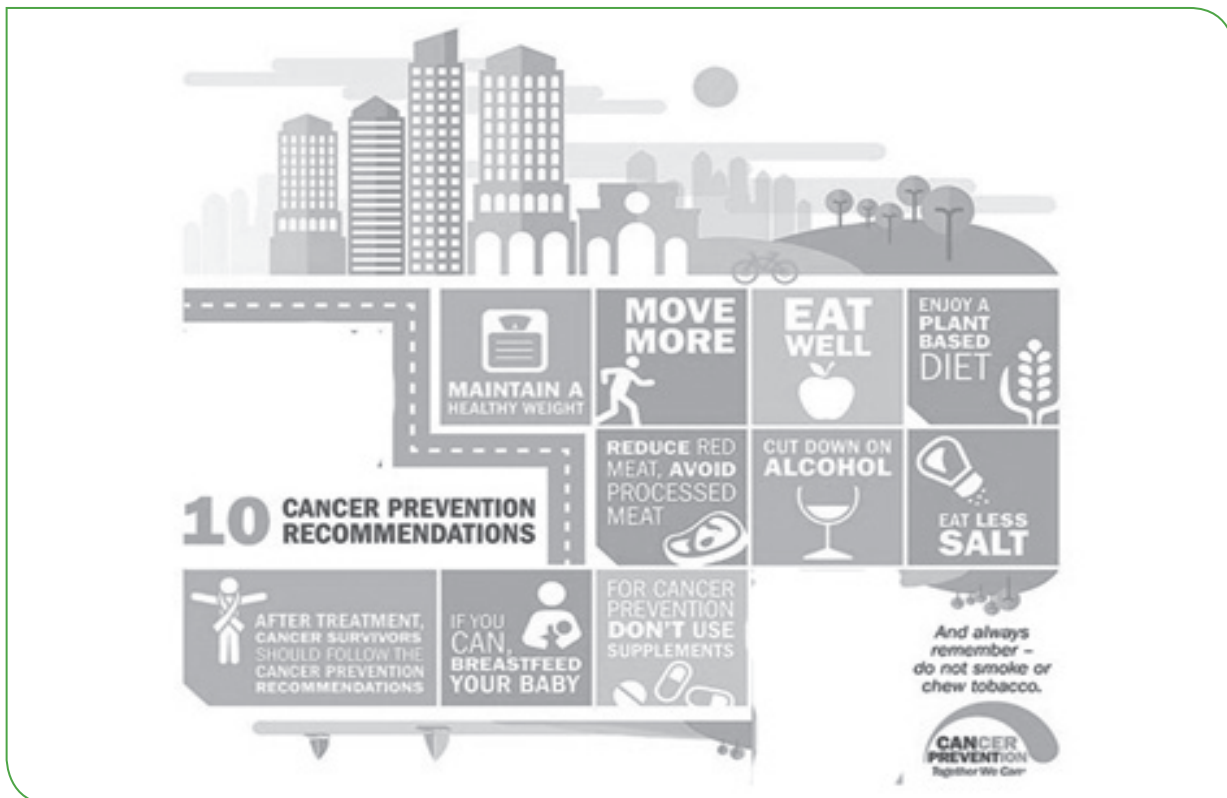 MAINTAIN A
HEALTHY WEIGHT
MOVE
MORE
EAT
WELL
ENJOY A
PLANT
BASED
DIET
REDUCE RED
MEAT, AVOID
PROCESSED
MEAT
CUT DOWN ON
ALCOHOL
EAT LESS
SALT
10 CANCER PREVENTION
RECOMMENDATIONS
AFTER TREATMENT,
CANCER SURVIVORS
SHOULD FOLLOW THE
CANCER PREVENTION
RECOMMENDATIONS
IF YOU
CAN,
BREASTFEED
YOUR BABY
FOR CANCER
PREVENTION
DON'T USE
SUPPLEMENTS
And always
remember –
do not smoke or
chew tobacco.
CANCER
PREVENTION
Together We Can